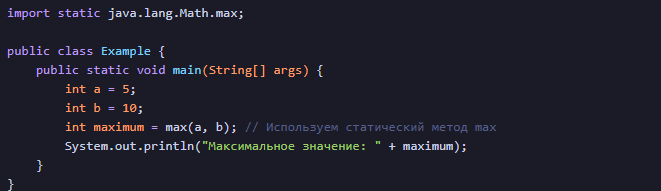 import static java.lang.Math.max;

public class Example {
    public static void main(String[] args) {
        int a = 5;
        int b = 10;
        int maximum = max(a, b); // Используем статический метод max
        System.out.println("Максимальное значение: " + maximum);
    }
}